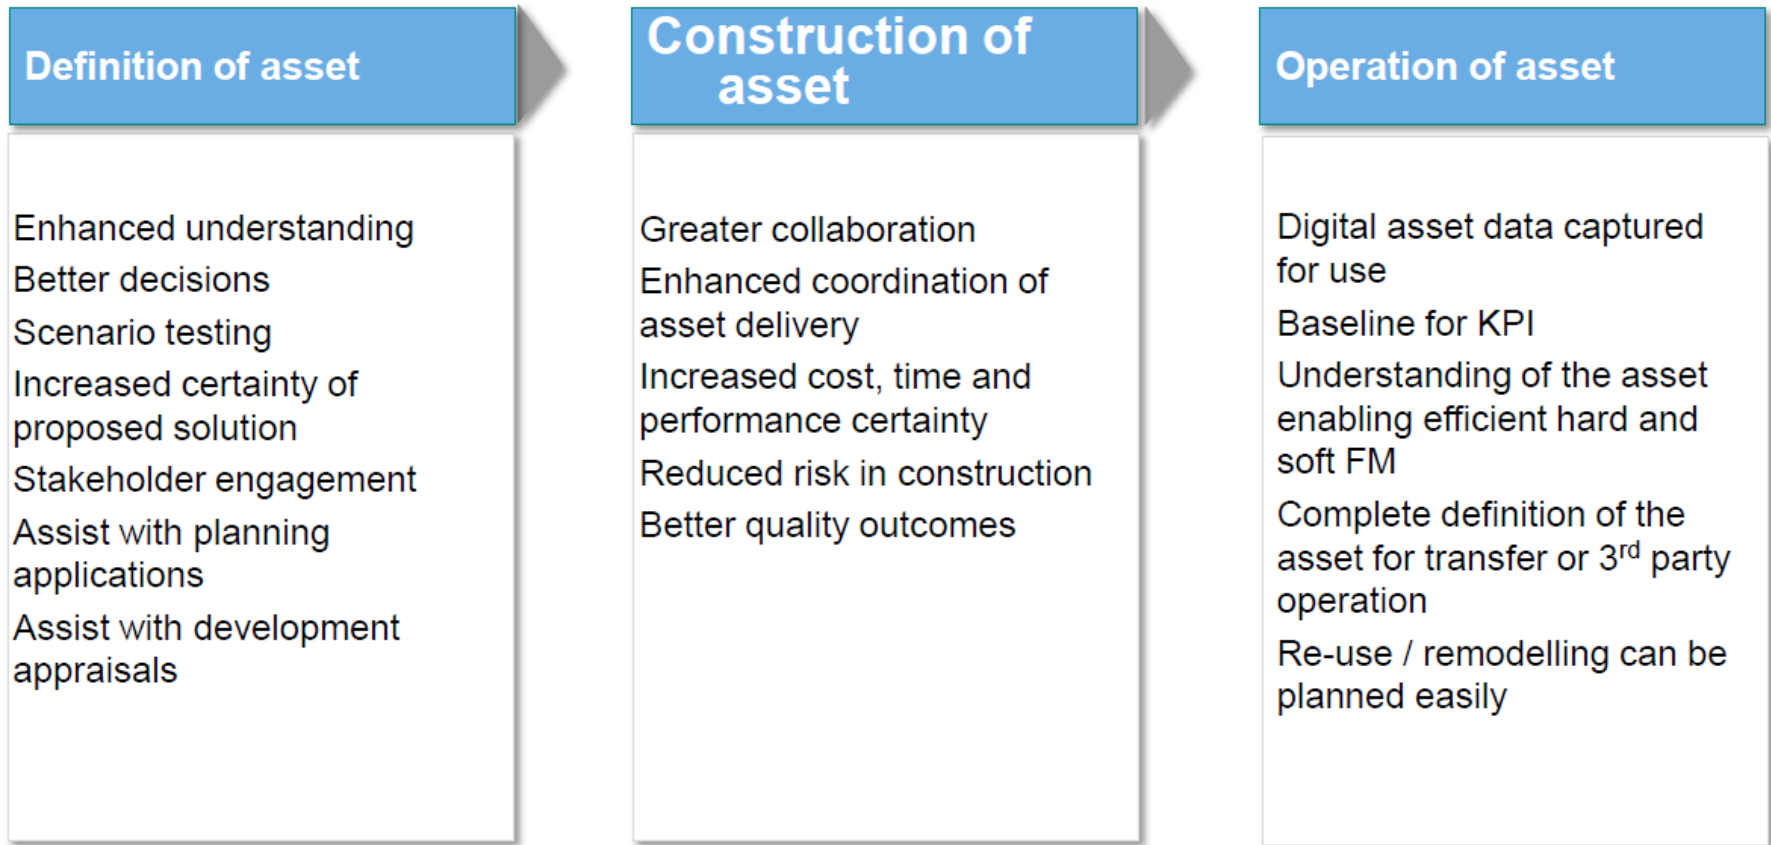 Definition of asset
Enhanced understanding
Better decisions
Scenario testing
Increased certainty of
proposed solution
Stakeholder engagement
Assist with planning
applications
Assist with development
appraisals
Construction of
asset
Greater collaboration
Enhanced coordination of
asset delivery
Increased cost, time and
performance certainty
Reduced risk in construction
Better quality outcomes
Operation of asset
Digital asset data captured
for use
Baseline for KPI
Understanding of the asset
enabling efficient hard and
soft FM
Complete definition of the
asset for transfer or 3rd party
operation
Re-use / remodelling can be
planned easily